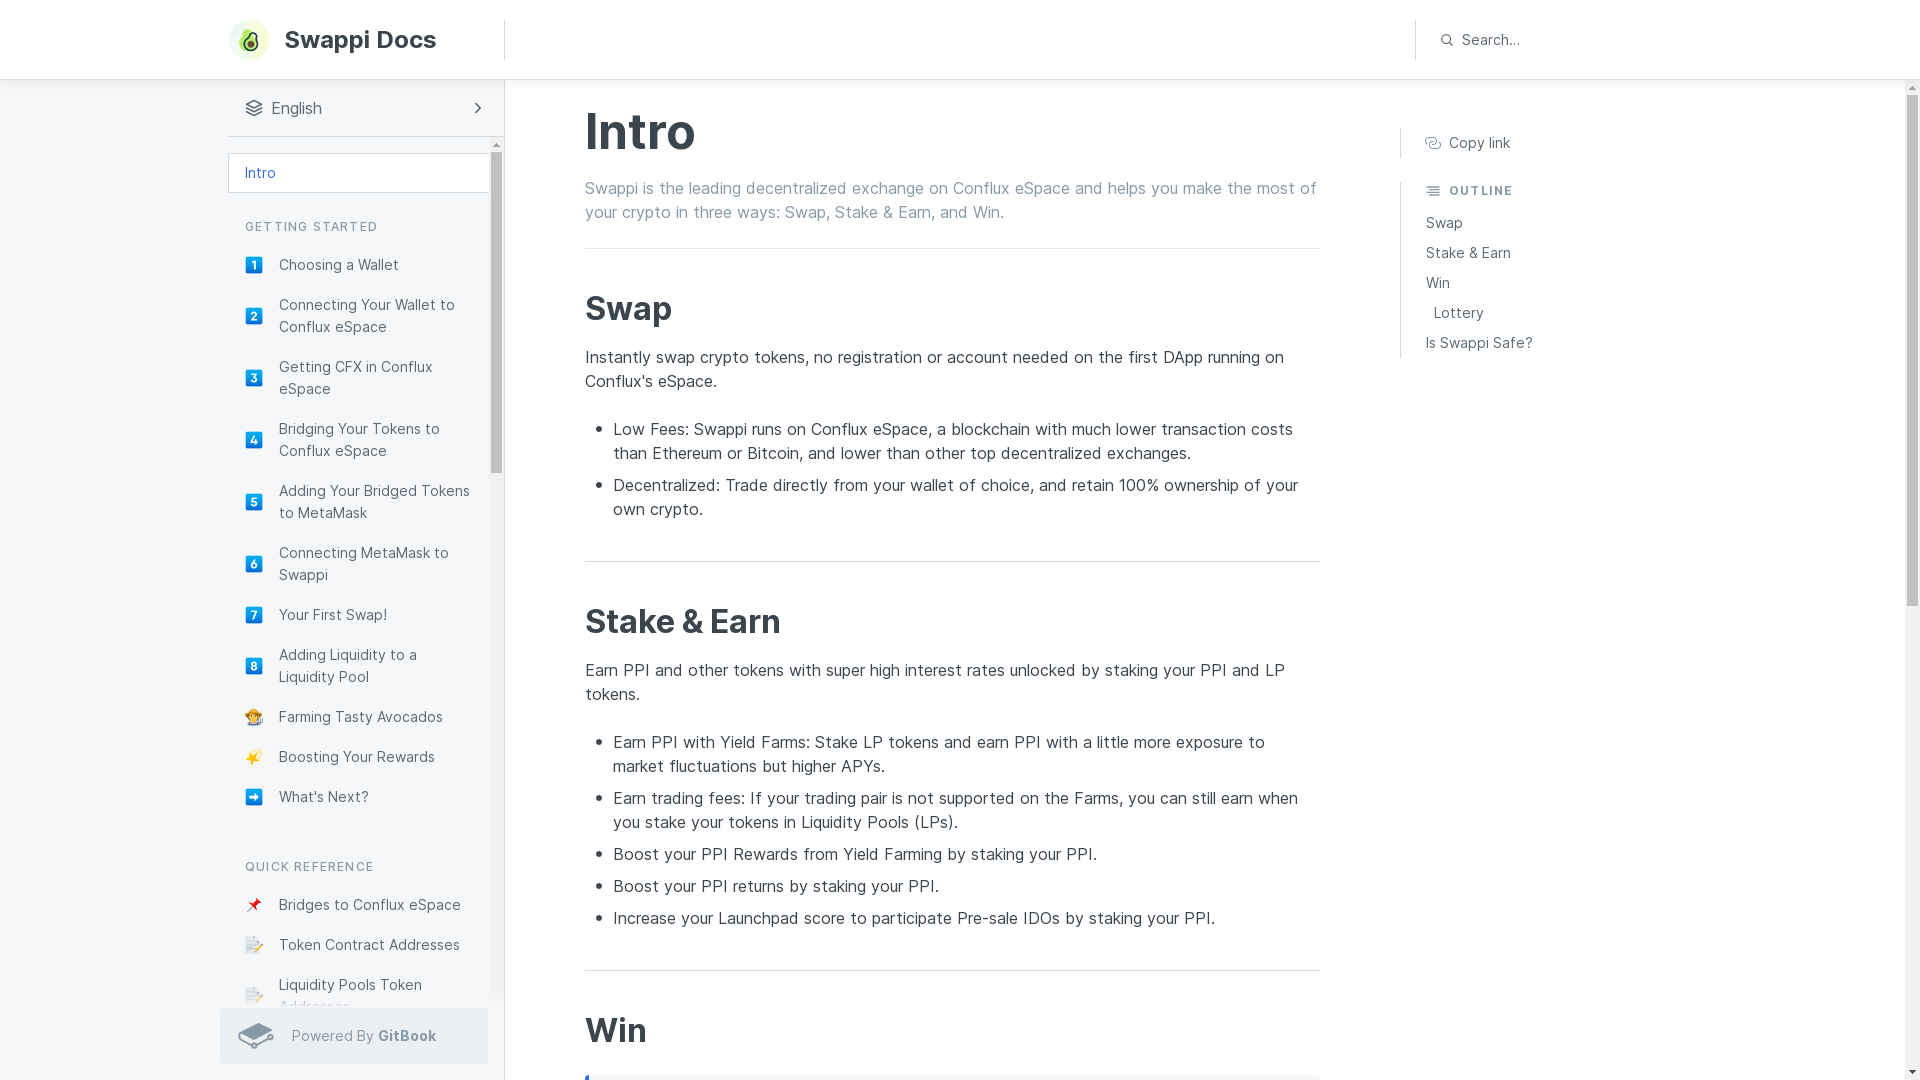 Swappi Docs
Search…
English
Intro
GETTING STARTED
1 Choosing a Wallet
2 Connecting Your Wallet to
Conflux eSpace
3 Getting CFX in Conflux
eSpace
4 Bridging Your Tokens to
Conflux eSpace
5 Adding Your Bridged Tokens
to MetaMask
6 Connecting MetaMask to
Swappi
7 Your First Swap!
8 Adding Liquidity to a
Liquidity Pool
Farming Tasty Avocados
Boosting Your Rewards
What's Next?
QUICK REFERENCE
Bridges to Conflux eSpace
Token Contract Addresses
Liquidity Pools Token
Addresses
Powered By GitBook
Intro
Swappi is the leading decentralized exchange on Conflux eSpace and helps you make the most of
your crypto in three ways: Swap, Stake & Earn, and Win.
Swap
Instantly swap crypto tokens, no registration or account needed on the first DApp running on
Conflux's eSpace.
• Low Fees: Swappi runs on Conflux eSpace, a blockchain with much lower transaction costs
than Ethereum or Bitcoin, and lower than other top decentralized exchanges.
• Decentralized: Trade directly from your wallet of choice, and retain 100% ownership of your
own crypto.
Stake & Earn
Earn PPI and other tokens with super high interest rates unlocked by staking your PPI and LP
tokens.
• Earn PPI with Yield Farms: Stake LP tokens and earn PPI with a little more exposure to
market fluctuations but higher APYs.
• Earn trading fees: If your trading pair is not supported on the Farms, you can still earn when
you stake your tokens in Liquidity Pools (LPs).
• Boost your PPI Rewards from Yield Farming by staking your PPI.
• Boost your PPI returns by staking your PPI.
• Increase your Launchpad score to participate Pre-sale IDOs by staking your PPI.
Win
Copy link
OUTLINE
Swap
Stake & Earn
Win
Lottery
Is Swappi Safe?